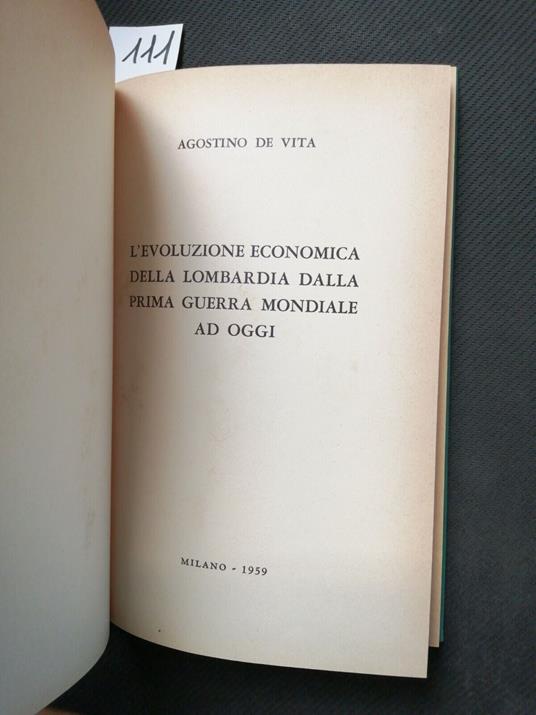 111
AGOSTINO DE VITA
L'EVOLUZIONE ECONOMICA
DELLA LOMBARDIA DALLA
PRIMA GUERRA MONDIALE
AD OGGI
MILANO - 1959